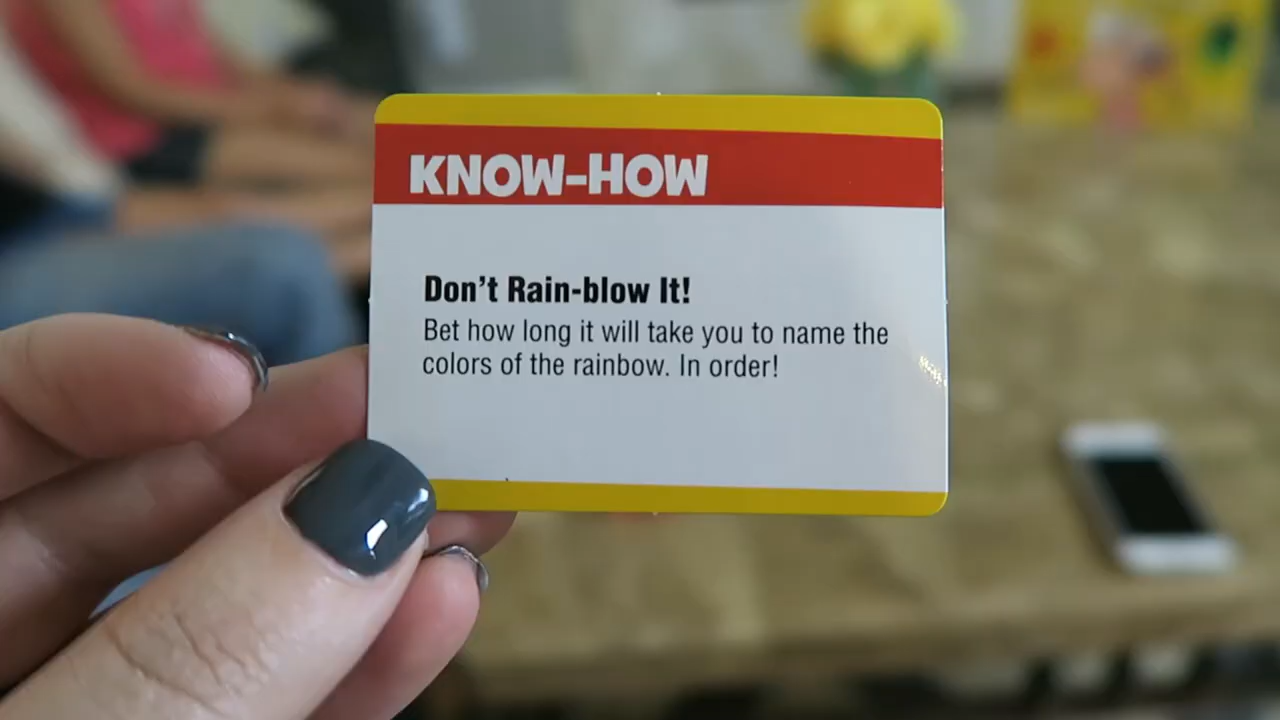 KNOW-HOW
Don't Rain-blow It!
Bet how long it will take you to name the
colors of the rainbow. In order!